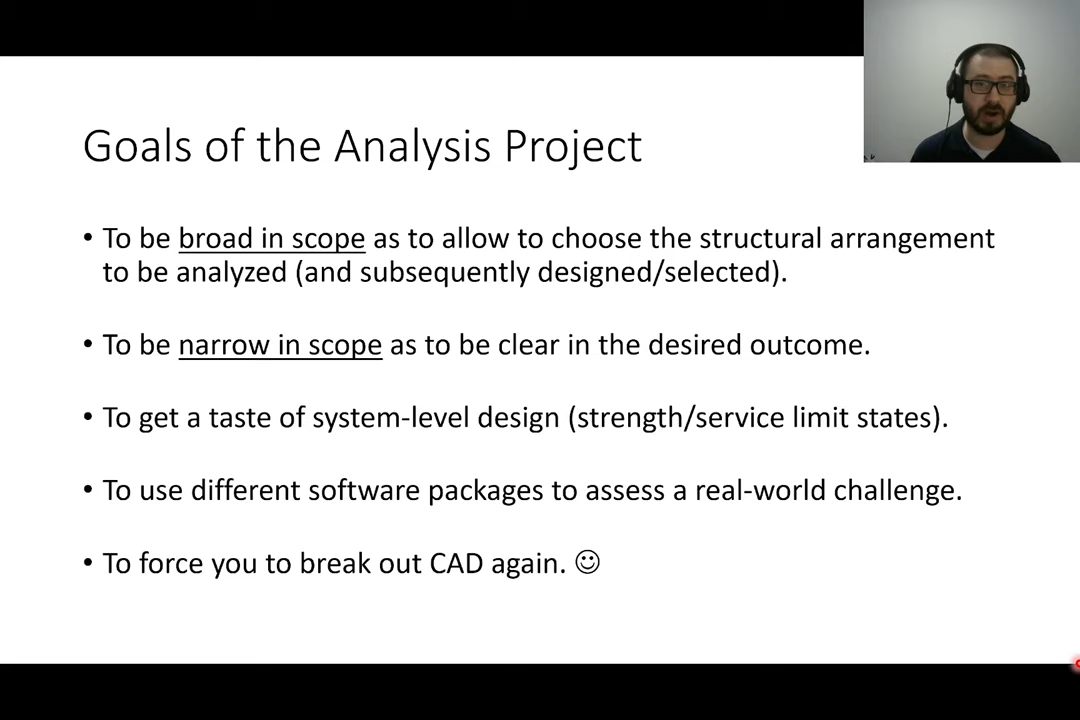 Goals of the Analysis Project
• To be broad in scope as to allow to choose the structural arrangement
to be analyzed (and subsequently designed/selected).
• To be narrow in scope as to be clear in the desired outcome.
• To get a taste of system-level design (strength/service limit states).
• To use different software packages to assess a real-world challenge.
• To force you to break out CAD again. ☺